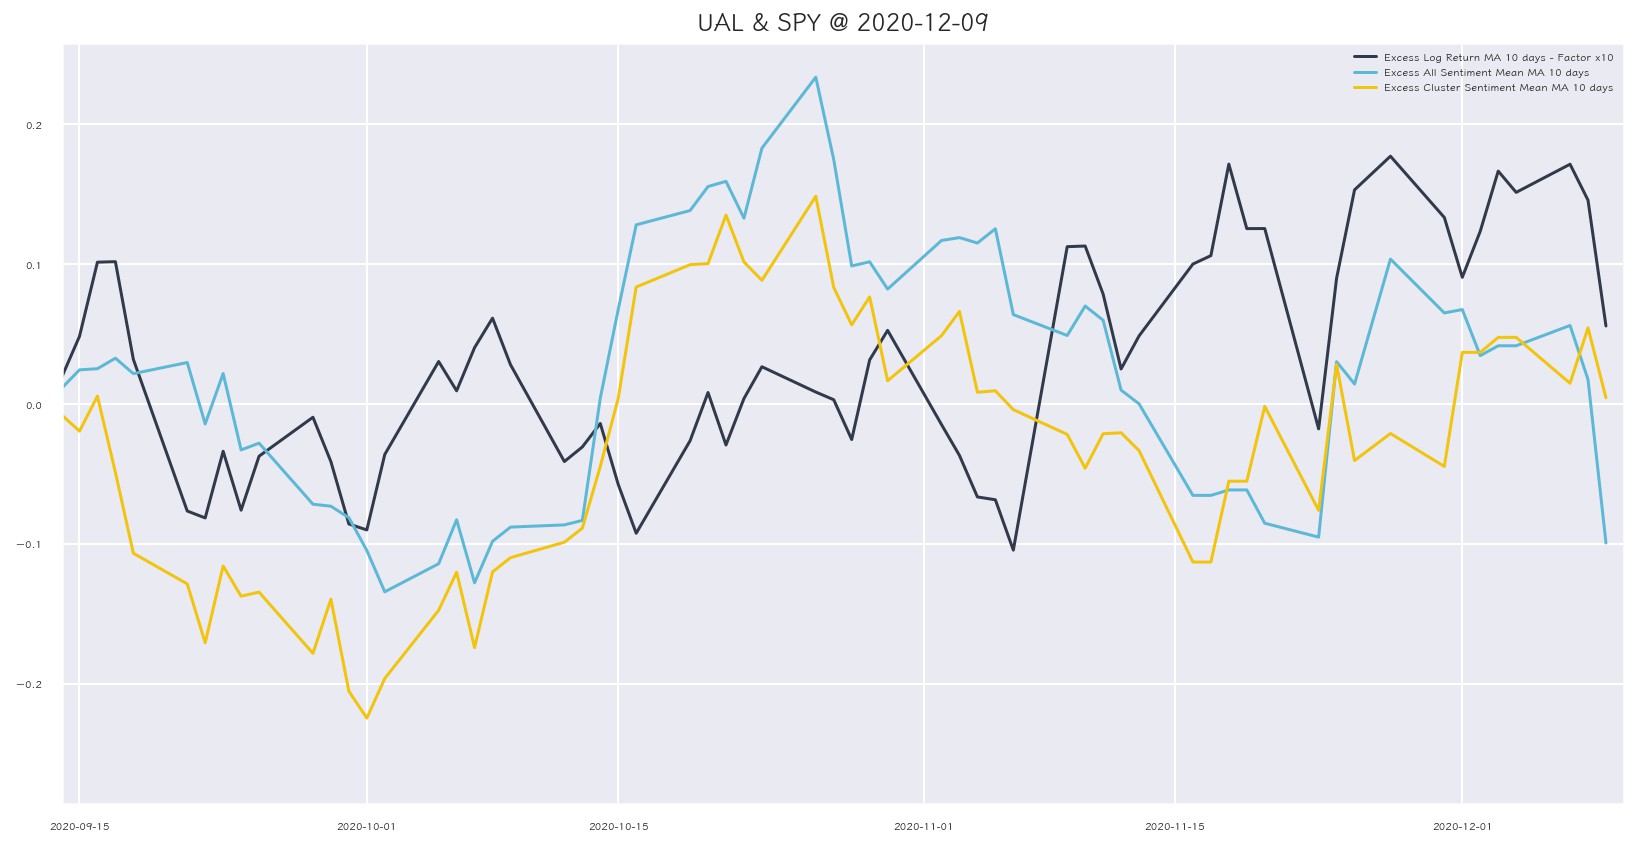 UAL & SPY @ 2020-12-09
Excess Log Return MA 10 days - Factor x10
Excess All Sentiment Mean MA 10 days
Excess Cluster Sentiment Mean MA 10 days
0.2
0.1
0.0
−0.1
−0.2
2020-09-15
2020-10-01
2020-10-15
2020-11-01
2020-11-15
2020-12-01